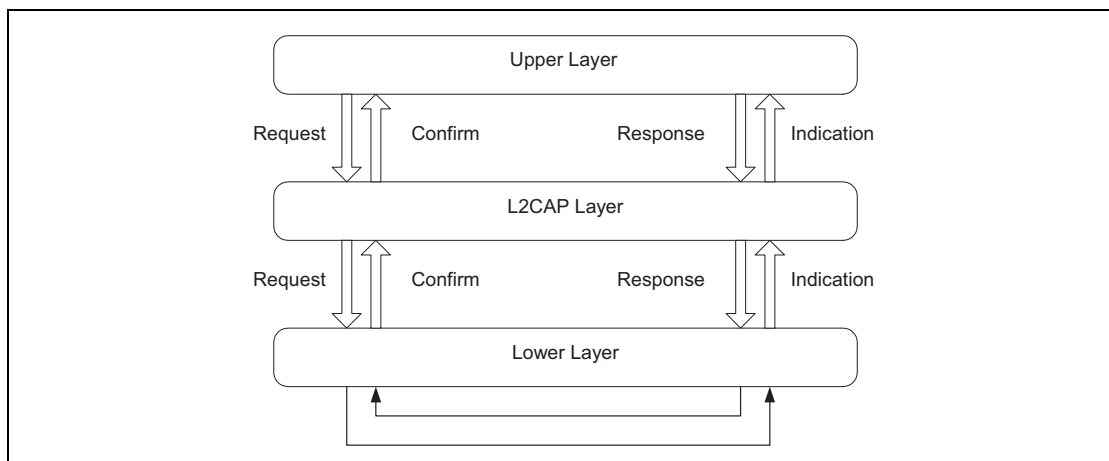 Upper Layer
Request Confirm Response Indication
L2CAP Layer
Request Confirm Response Indication
Lower Layer